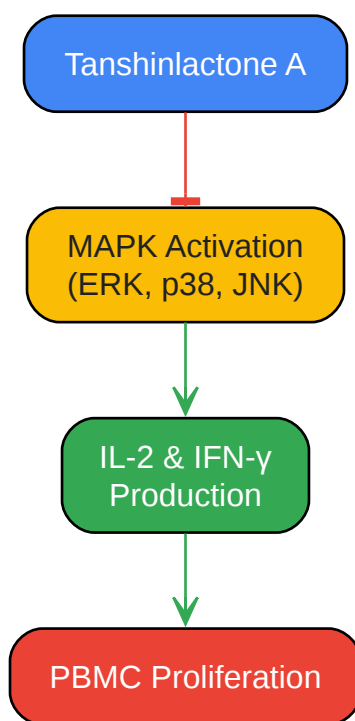 Tanshinlactone A
MAPK Activation
(ERK, p38, JNK)
IL-2 & IFN-γ
Production
PBMC Proliferation